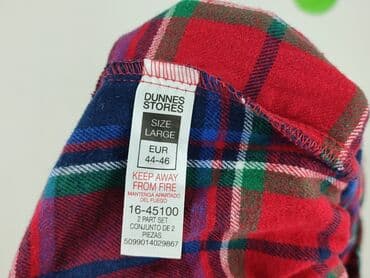 DUNNES
STORES
SIZE
LARGE
EUR
44-46
KEEP AWAY
FROM FIRE
MANTENGA APARTADO
DEL FUEGO
16-45100
2 PART SET
CONJUNTO DE 2
PIEZAS
5099014029867